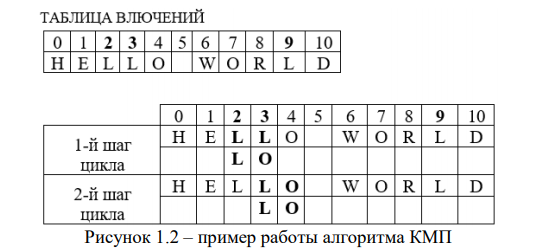 ТАБЛИЦА ВЛЮЧЕНИЙ
0 1 2 3 4 5 6 7 8 9 10
H E L L O W O R L D
0 1 2 3 4 5 6 7 8 9 10
1-й шаг цикла H E L L O W O R L D
L O
2-й шаг цикла H E L L O W O R L D
L O
Рисунок 1.2 – пример работы алгоритма КМП